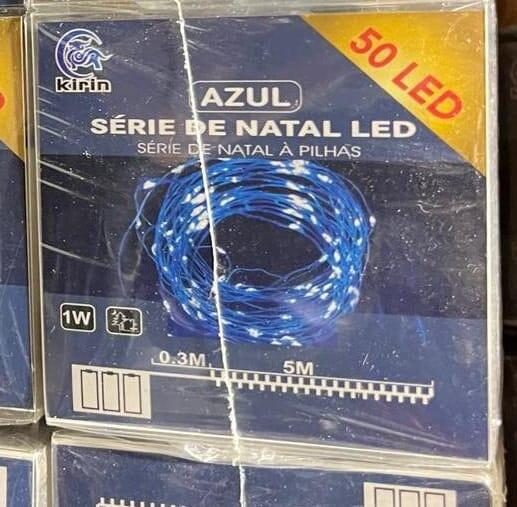 kirin
50 LED
AZUL
SÉRIE DE NATAL LED
SÉRIE DE NATAL À PILHAS
1W
0.3M 5M